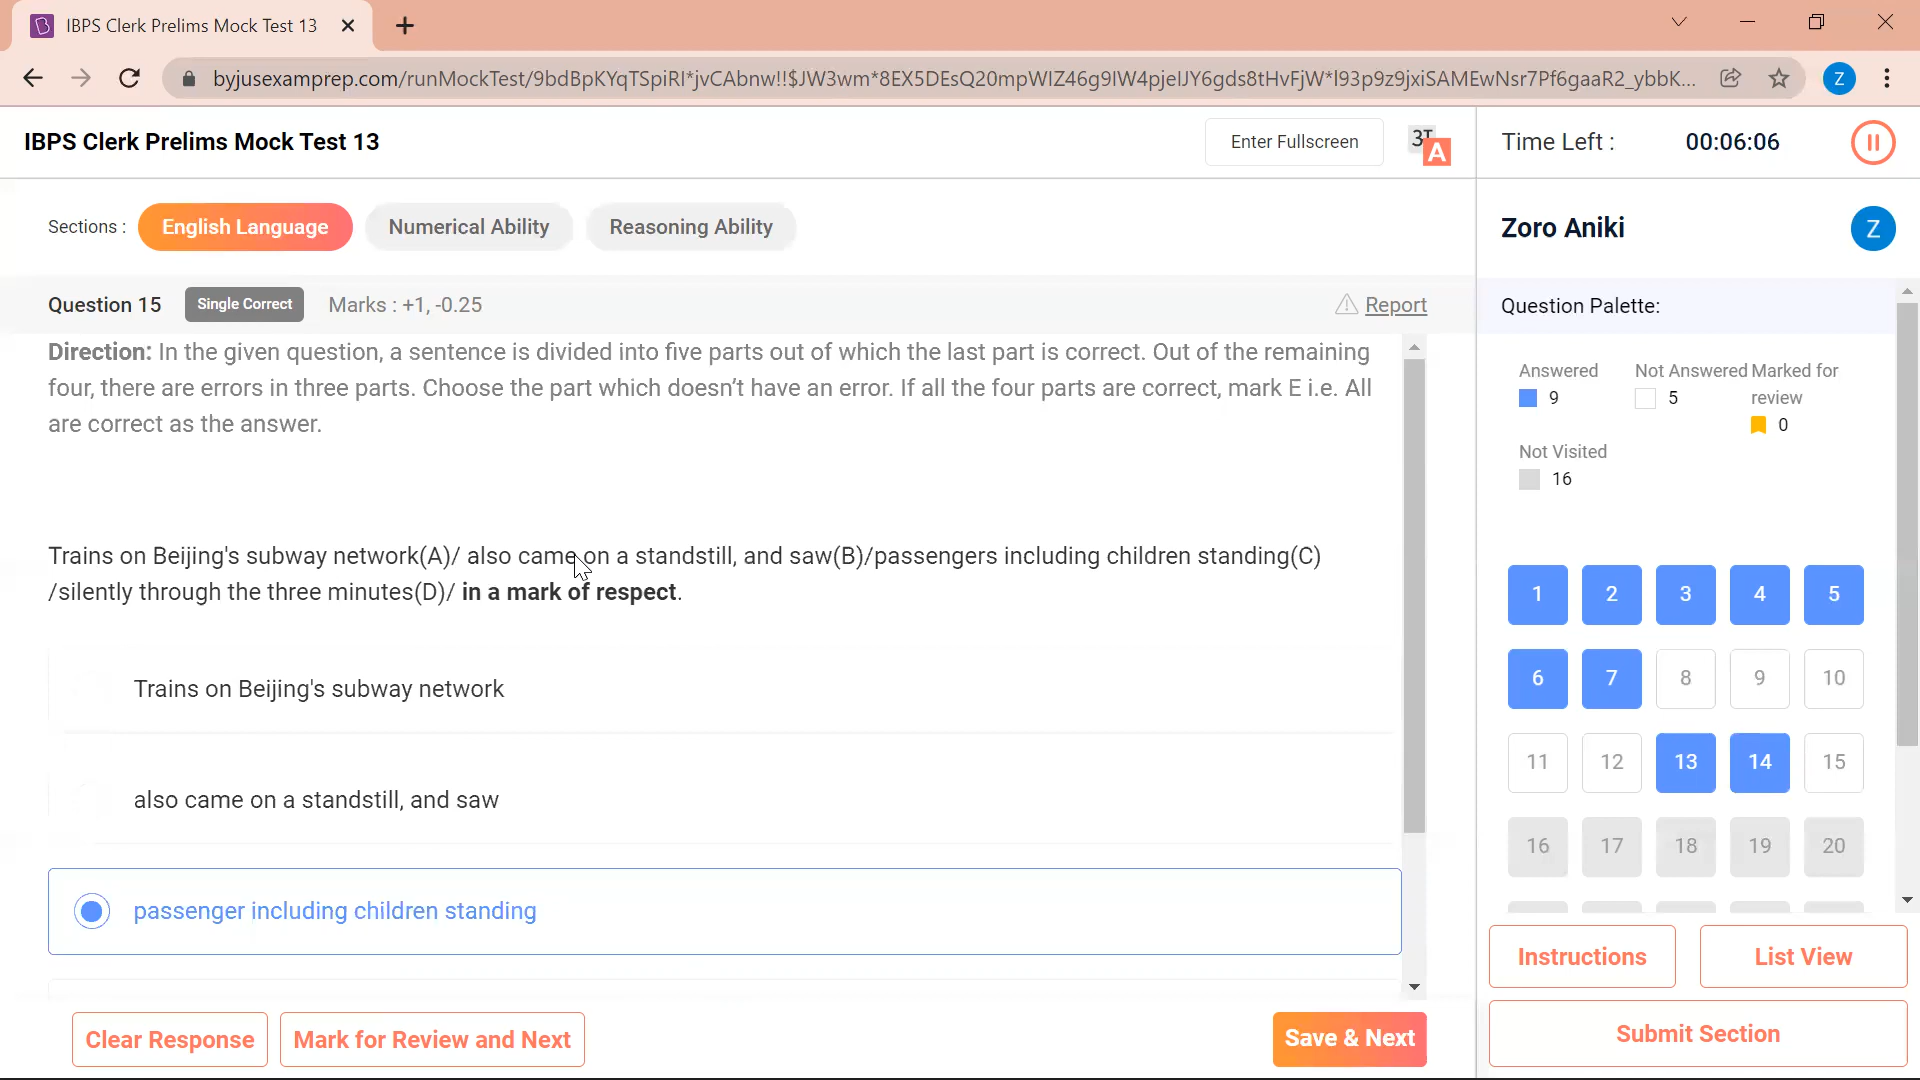 IBPS Clerk Prelims Mock Test 13
byjusexamprep.com/runMockTest/9bdBpKYqTSpiRI*jvCAbnw!!$JW3wm*8EX5DEsQ20mpWIZ46g9IW4pjeIJY6gds8tHvFjW*I93p9z9jxiSAMEwNsr7Pf6gaaR2_ybbK...
Z
IBPS Clerk Prelims Mock Test 13
Enter Fullscreen
A
Time Left :
00:06:06
Sections :
English Language
Numerical Ability
Reasoning Ability
Zoro Aniki
Z
Question 15
Single Correct
Marks : +1, -0.25
Report
Question Palette:
Direction: In the given question, a sentence is divided into five parts out of which the last part is correct. Out of the remaining
four, there are errors in three parts. Choose the part which doesn’t have an error. If all the four parts are correct, mark E i.e. All
are correct as the answer.
Trains on Beijing's subway network(A)/ also came on a standstill, and saw(B)/passengers including children standing(C)
/silently through the three minutes(D)/ in a mark of respect.
Trains on Beijing's subway network
also came on a standstill, and saw
passenger including children standing
Clear Response
Mark for Review and Next
Save & Next
Answered
9
Not Answered
5
Marked for
review
0
Not Visited
16
1 2 3 4 5
6 7 8 9 10
11 12 13 14 15
16 17 18 19 20
Instructions
List View
Submit Section